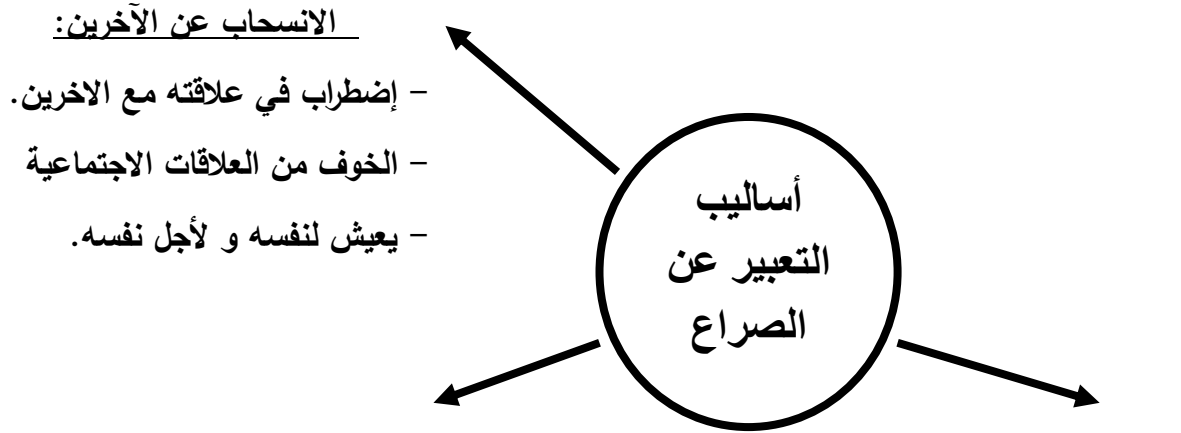 الانسحاب عن الآخرين:
- إضطراب في علاقته مع الاخرين.
- الخوف من العلاقات الاجتماعية
- يعيش لنفسه و لأجل نفسه.
أساليب
التعبير عن
الصراع